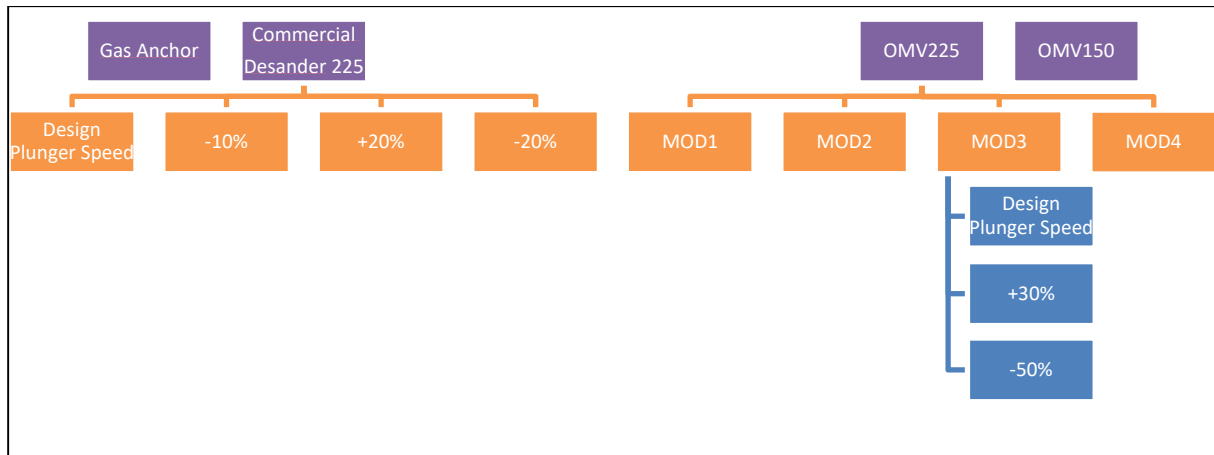 Gas Anchor
Commercial
Desander 225
OMV225
OMV150
Design
Plunger Speed
-10%
+20%
-20%
MOD1
MOD2
MOD3
MOD4
Design
Plunger Speed
+30%
-50%